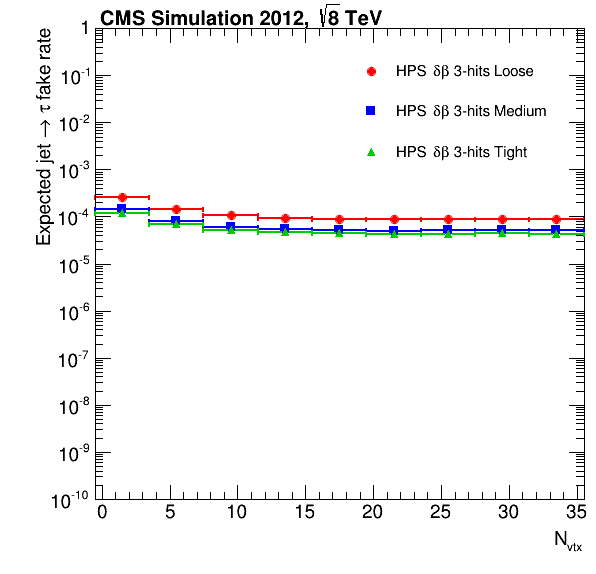 CMS Simulation 2012, √8 TeV
Expected jet → τ fake rate
HPS δβ 3-hits Loose
HPS δβ 3-hits Medium
HPS δβ 3-hits Tight
1
10⁻¹
10⁻²
10⁻³
10⁻⁴
10⁻⁵
10⁻⁶
10⁻⁷
10⁻⁸
10⁻⁹
10⁻¹⁰
0 5 10 15 20 25 30 35
N_vtx